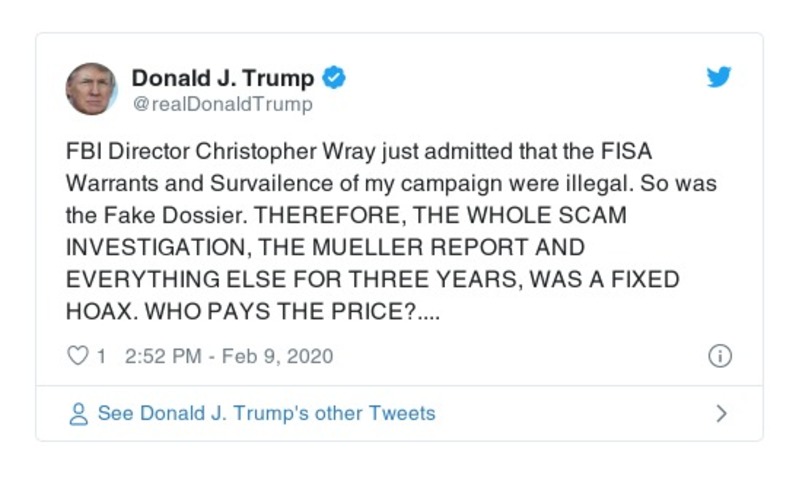 Donald J. Trump
@realDonaldTrump
FBI Director Christopher Wray just admitted that the FISA
Warrants and Survailence of my campaign were illegal. So was
the Fake Dossier. THEREFORE, THE WHOLE SCAM
INVESTIGATION, THE MUELLER REPORT AND
EVERYTHING ELSE FOR THREE YEARS, WAS A FIXED
HOAX. WHO PAYS THE PRICE?....
1 2:52 PM - Feb 9, 2020
See Donald J. Trump's other Tweets